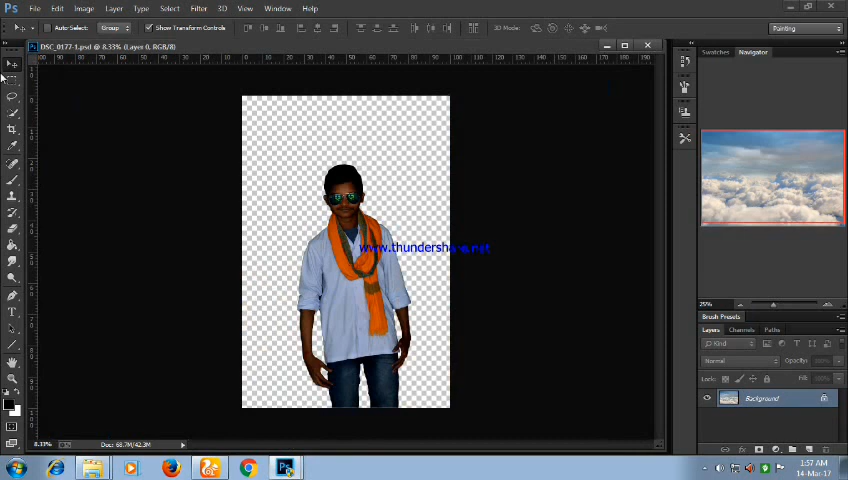 Ps File Edit Image Layer Select Filter 3D View Window Help
Auto-Select: Group Show Transform Controls 3D Mode: Painting
DSC_0177-1.psd @ 8.33% (Layer 0, RGB/8)
Swatches Navigator
www.thundershare.net
25%
Brush Presets
Layers Channels Paths
Kind
Normal Opacity: 100%
Lock: Fill: 100%
Background
8.33% Doc: 68.7M/42.3M
1:57 AM
14-Mar-17